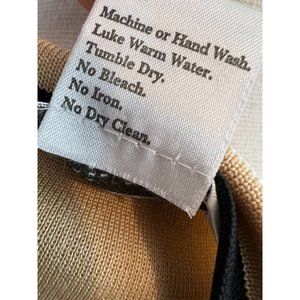 Machine or Hand Wash.
Luke Warm Water.
Tumble Dry.
No Bleach.
No Iron.
No Dry Clean.